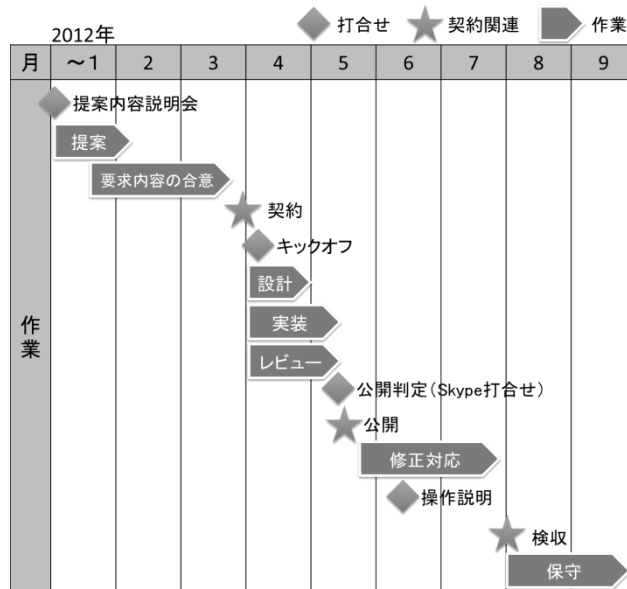 打合せ 契約関連 作業
2012年
月 ～1 2 3 4 5 6 7 8 9
提案内容説明会
提案
要求内容の合意
契約
キックオフ
設計
実装
レビュー
公開判定(Skype打合せ)
公開
修正対応
操作説明
検収
保守
作業